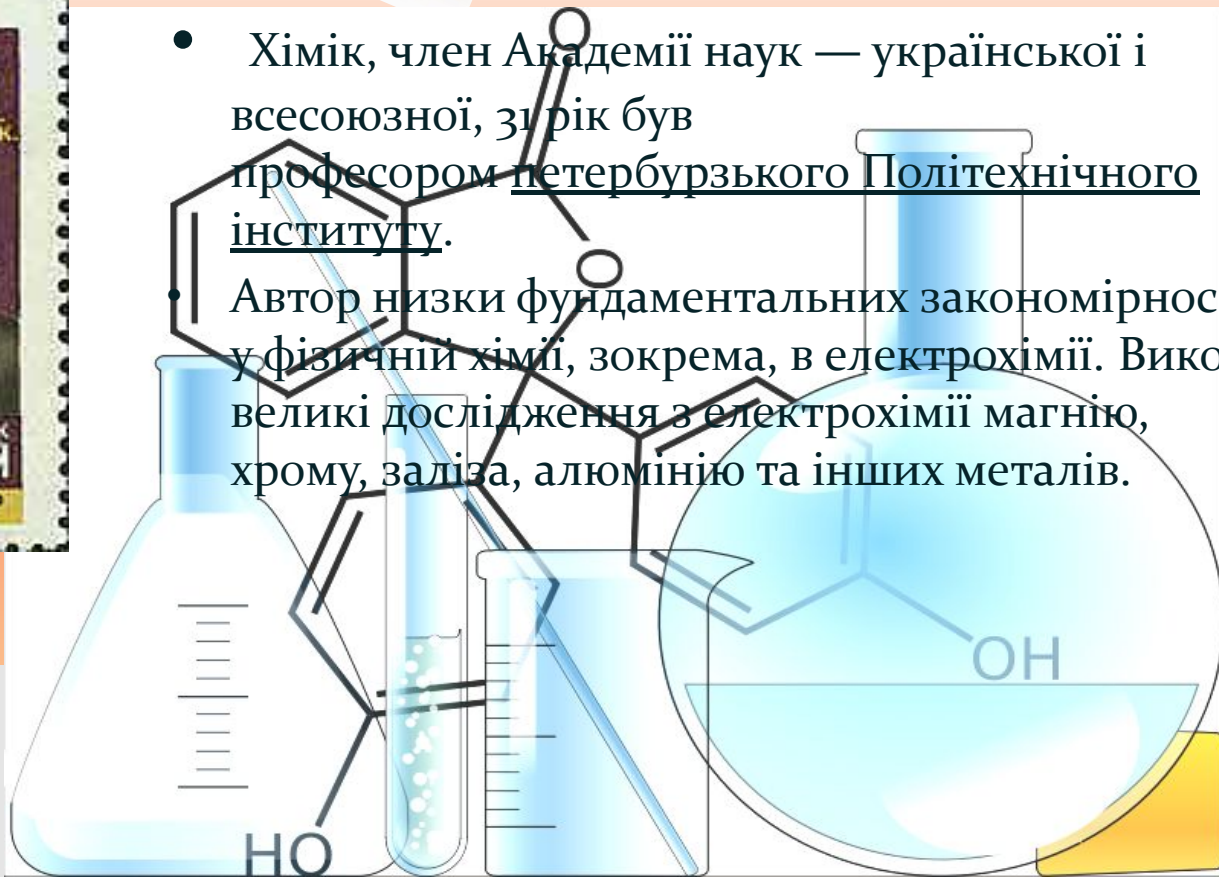 • Хімік, член Академії наук — української і
всесоюзної, 31 рік був
професором петербурзького Політехнічного
інституту.
• Автор низки фундаментальних закономірнос
у фізичній хімії, зокрема, в електрохімії. Вико
великі дослідження з електрохімії магнію,
хрому, заліза, алюмінію та інших металів.
O
O
OH
HO